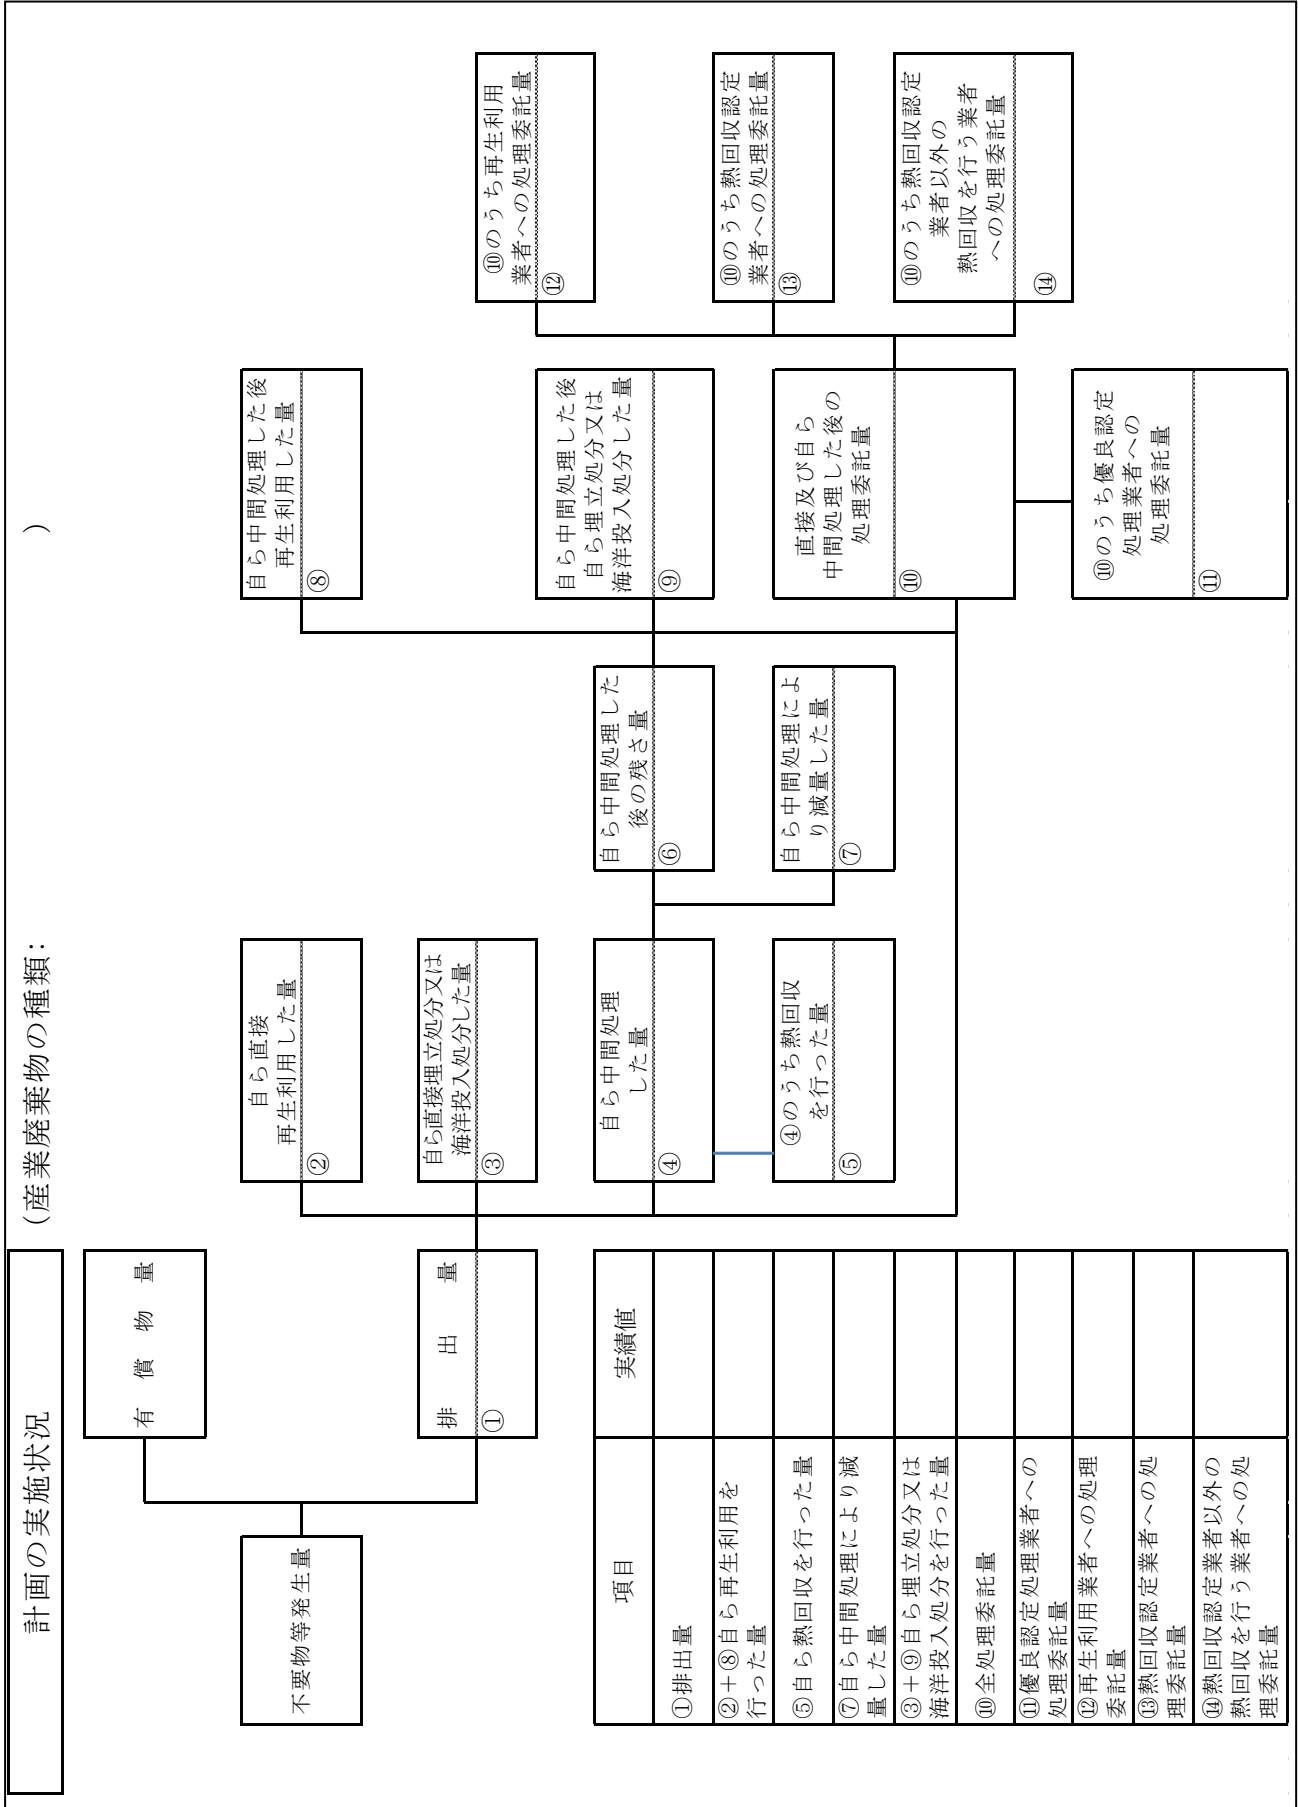 計画の実施状況
(産業廃棄物の種類:　　　　　　　　)
不要物等発生量
有償物量
排出量
①
自ら直接
再生利用した量
②
自ら直接埋立処分又は
海洋投入処分した量
③
自ら中間処理
した量
④
④のうち熱回収
を行った量
⑤
自ら中間処理した
後の残さ量
⑥
自ら中間処理によ
り減量した量
⑦
自ら中間処理した後
再生利用した量
⑧
自ら中間処理した後
自ら埋立処分又は
海洋投入処分した量
⑨
直接及び自ら
中間処理した後の
処理委託量
⑩
⑩のうち優良認定
処理業者への
処理委託量
⑪
⑩のうち再生利用
業者への処理委託量
⑫
⑩のうち熱回収認定
業者への処理委託量
⑬
⑩のうち熱回収認定
業者以外の
熱回収を行う業者
への処理委託量
⑭
項目
実績値
①排出量
②+⑧自ら再生利用を
行った量
⑤自ら熱回収を行った量
⑦自ら中間処理により減
量した量
③+⑨自ら埋立処分又は
海洋投入処分を行った量
⑩全処理委託量
⑪優良認定処理業者への
処理委託量
⑫再生利用業者への処理
委託量
⑬熱回収認定業者への処
理委託量
⑭熱回収認定業者以外の
熱回収を行う業者への処
理委託量